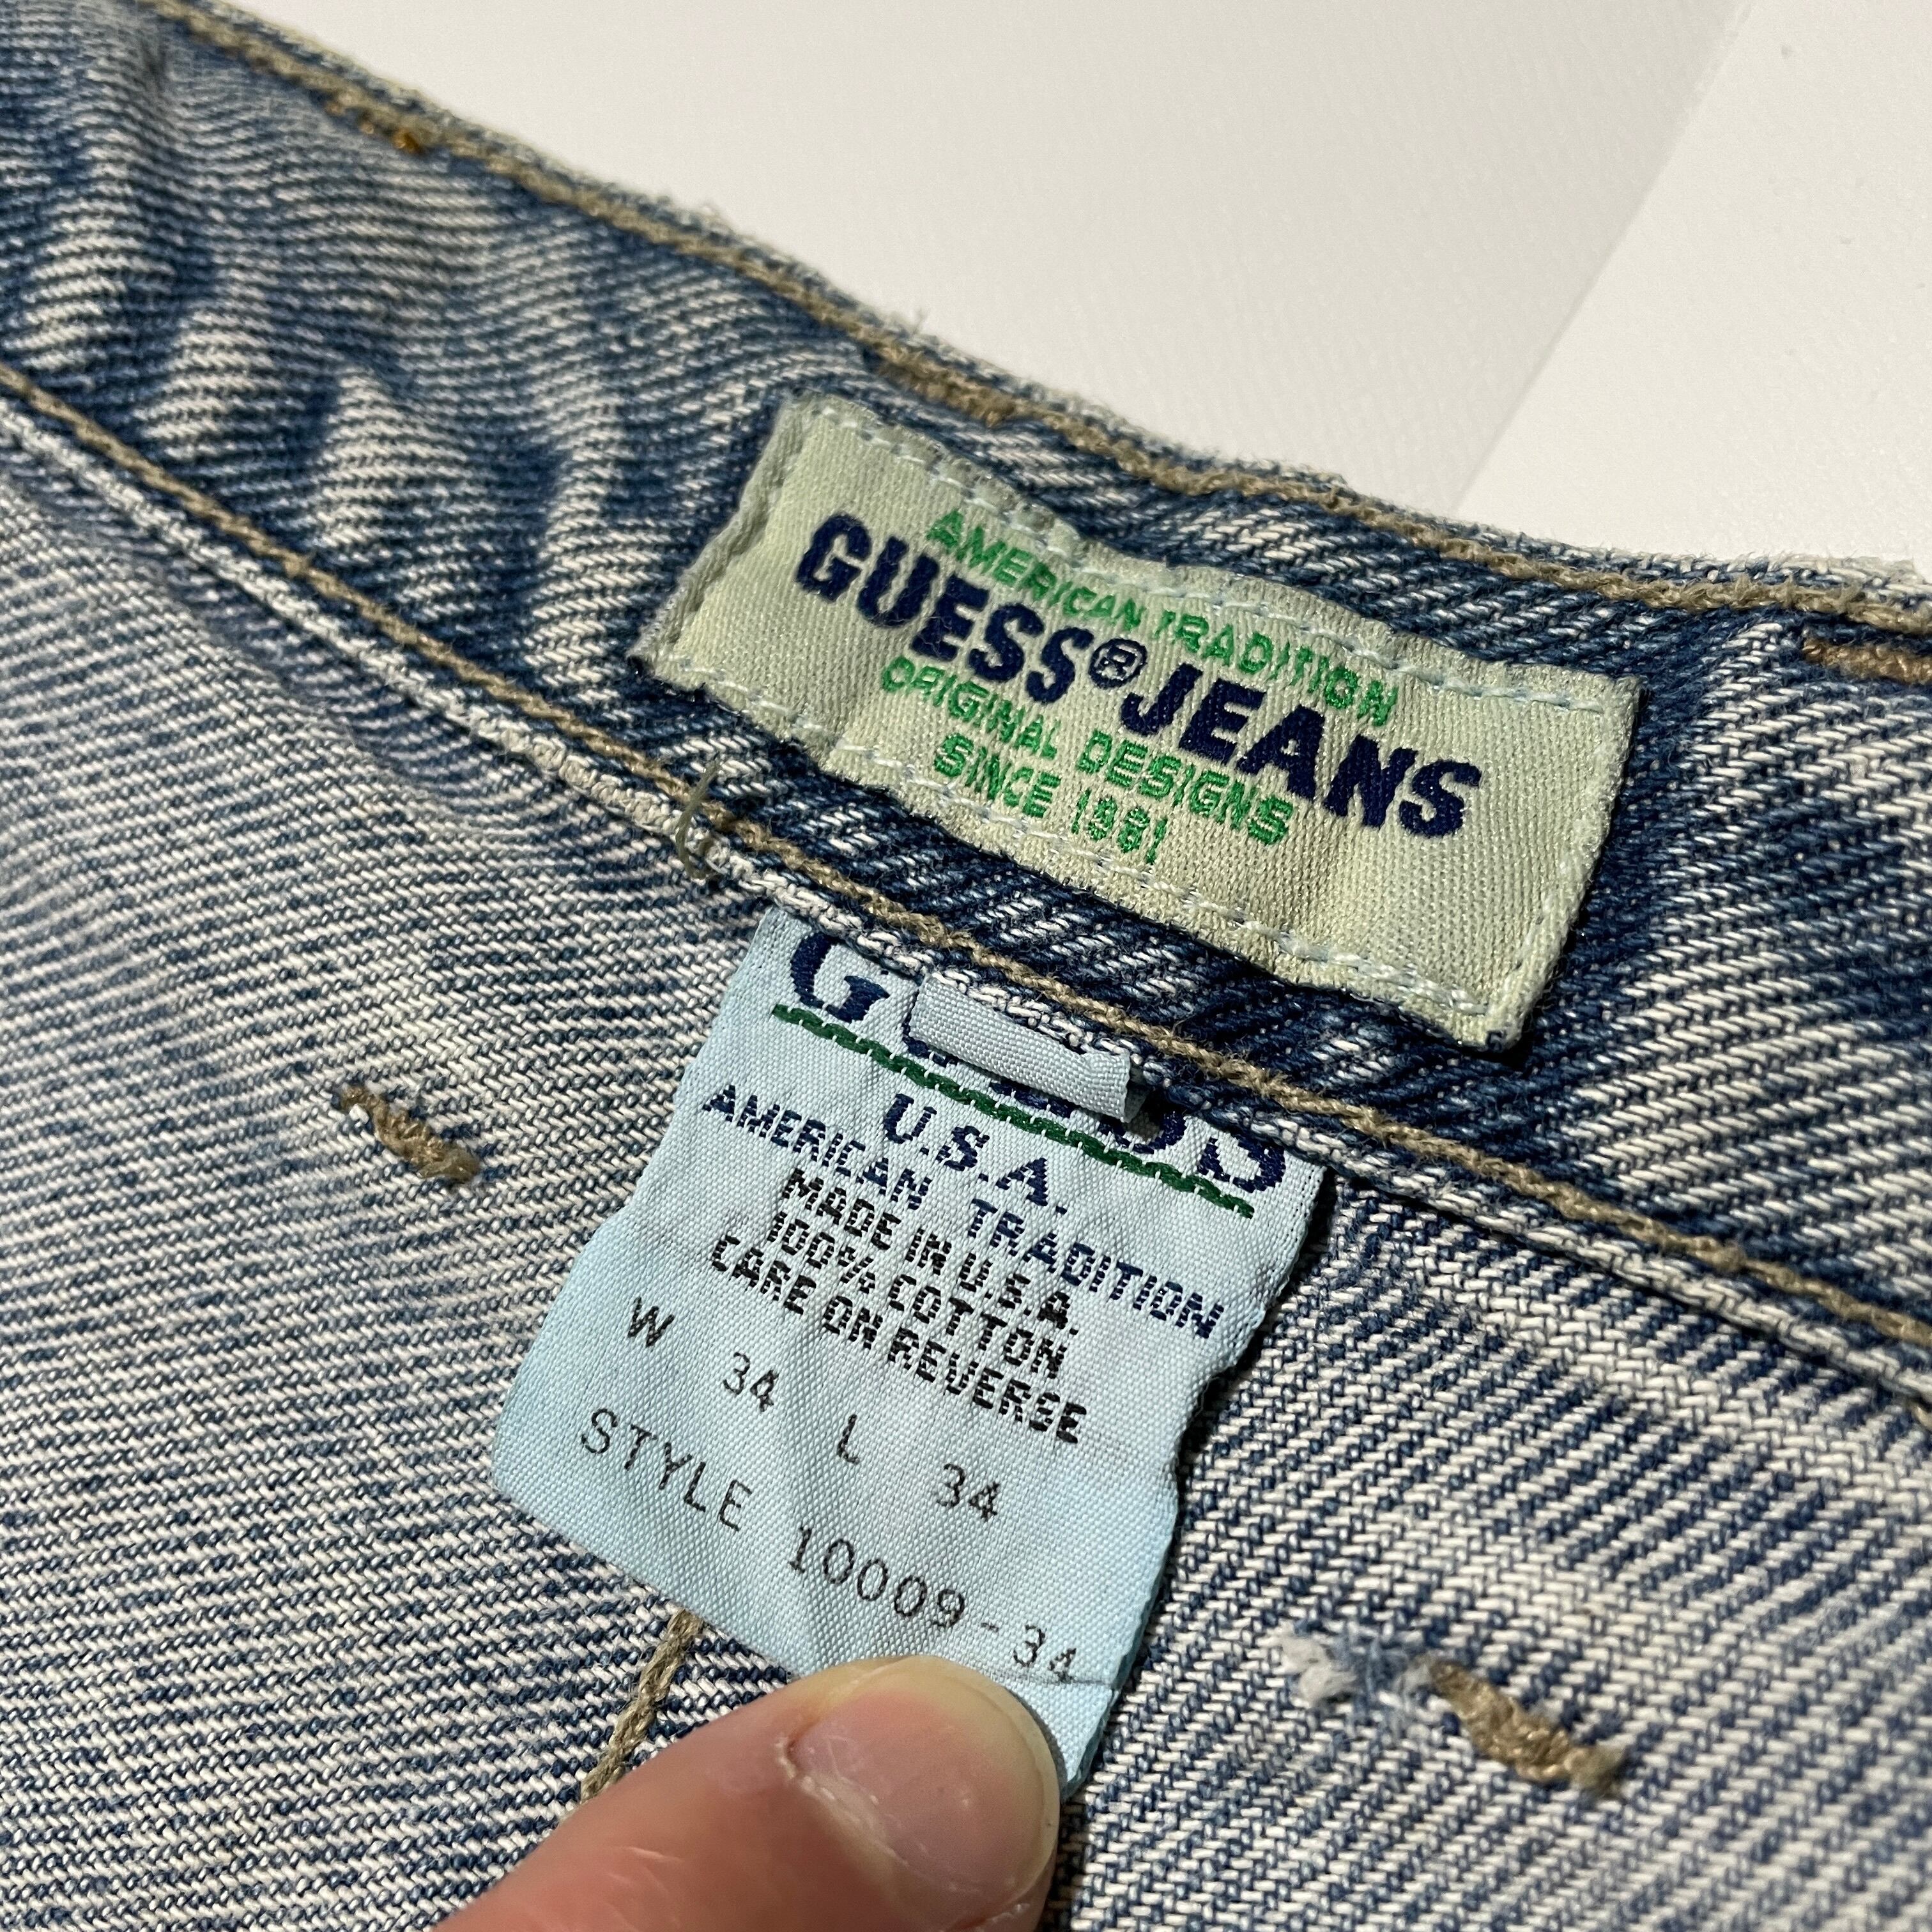 AMERICAN TRADITION
GUESS® JEANS
ORIGINAL DESIGNS
SINCE 1981
U.S.A.
AMERICAN TRADITION
MADE IN U.S.A.
100% COTTON
CARE ON REVERSE
W 34 L 34
STYLE 10009-34